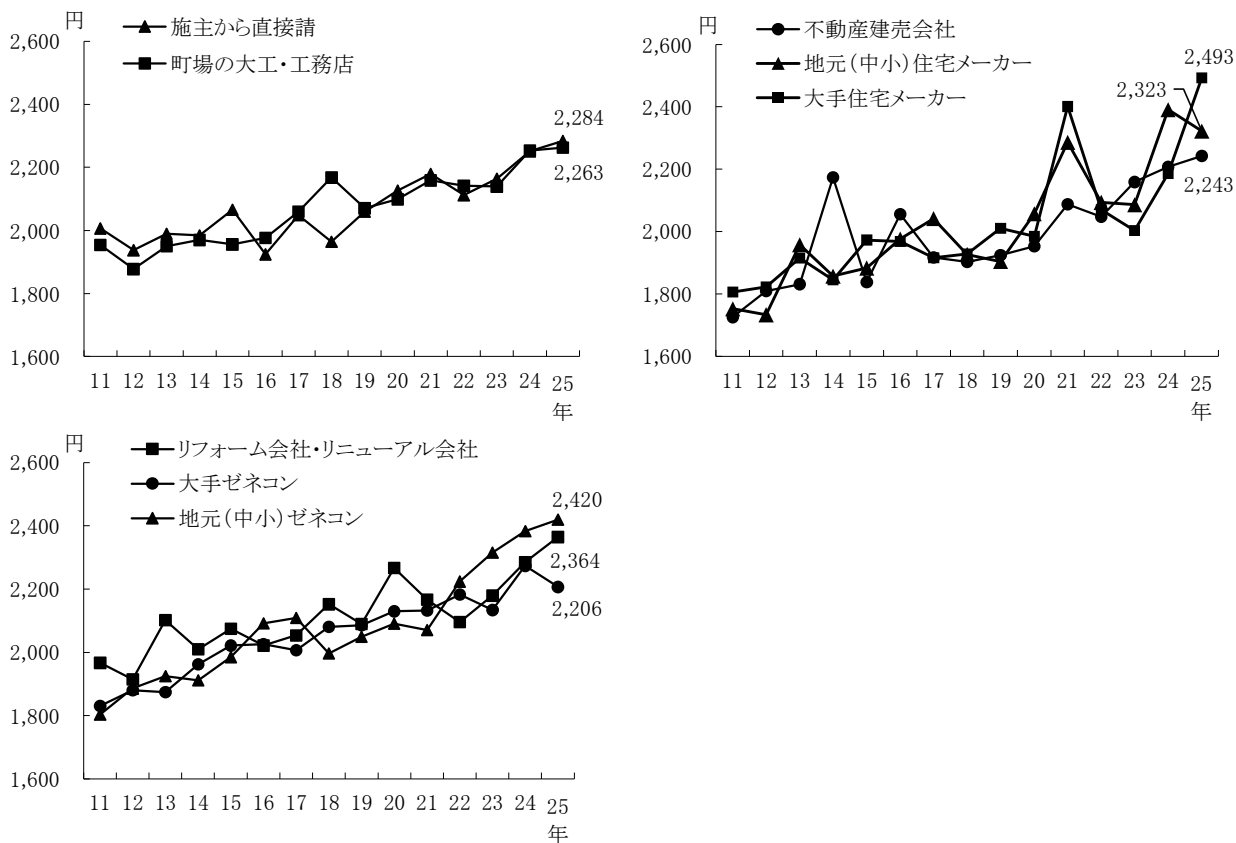 円
施主から直接請
町場の大工・工務店
2,600
2,400
2,200
2,000
1,800
1,600
2,284
2,263
11 12 13 14 15 16 17 18 19 20 21 22 23 24 25
年
円
不動産建売会社
地元(中小)住宅メーカー
大手住宅メーカー
2,600
2,400
2,200
2,000
1,800
1,600
2,493
2,323
2,243
11 12 13 14 15 16 17 18 19 20 21 22 23 24 25
年
円
リフォーム会社・リニューアル会社
大手ゼネコン
地元(中小)ゼネコン
2,600
2,400
2,200
2,000
1,800
1,600
2,420
2,364
2,206
11 12 13 14 15 16 17 18 19 20 21 22 23 24 25
年